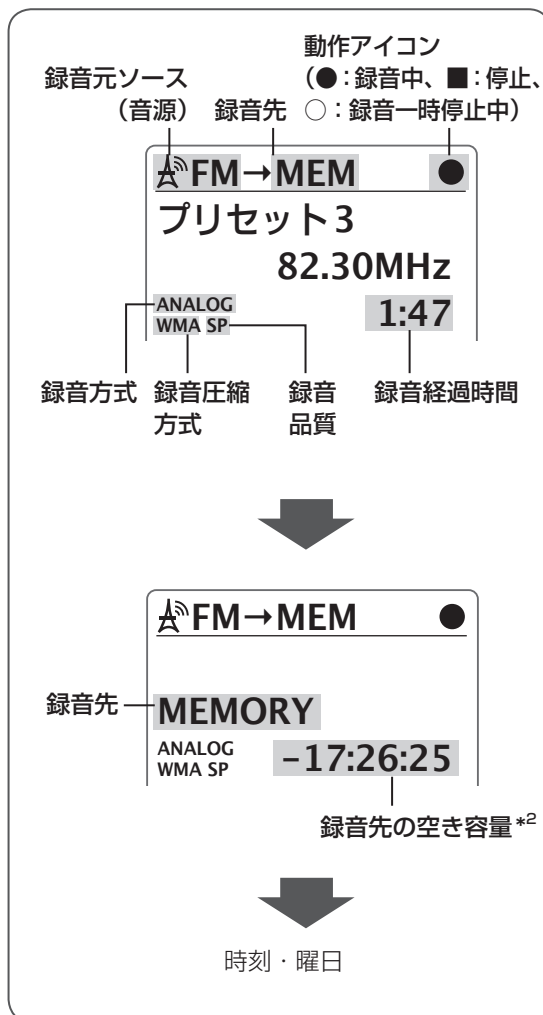 動作アイコン
(●：録音中、■：停止、
○：録音一時停止中）
録音元ソース
（音源）
録音先
FM→MEM ●
プリセット3
82.30MHz
ANALOG
WMA SP
1:47
録音方式
録音圧縮
方式
録音
品質
録音経過時間
FM→MEM ●
録音先
MEMORY
ANALOG
WMA SP
−17:26:25
録音先の空き容量*2
時刻・曜日